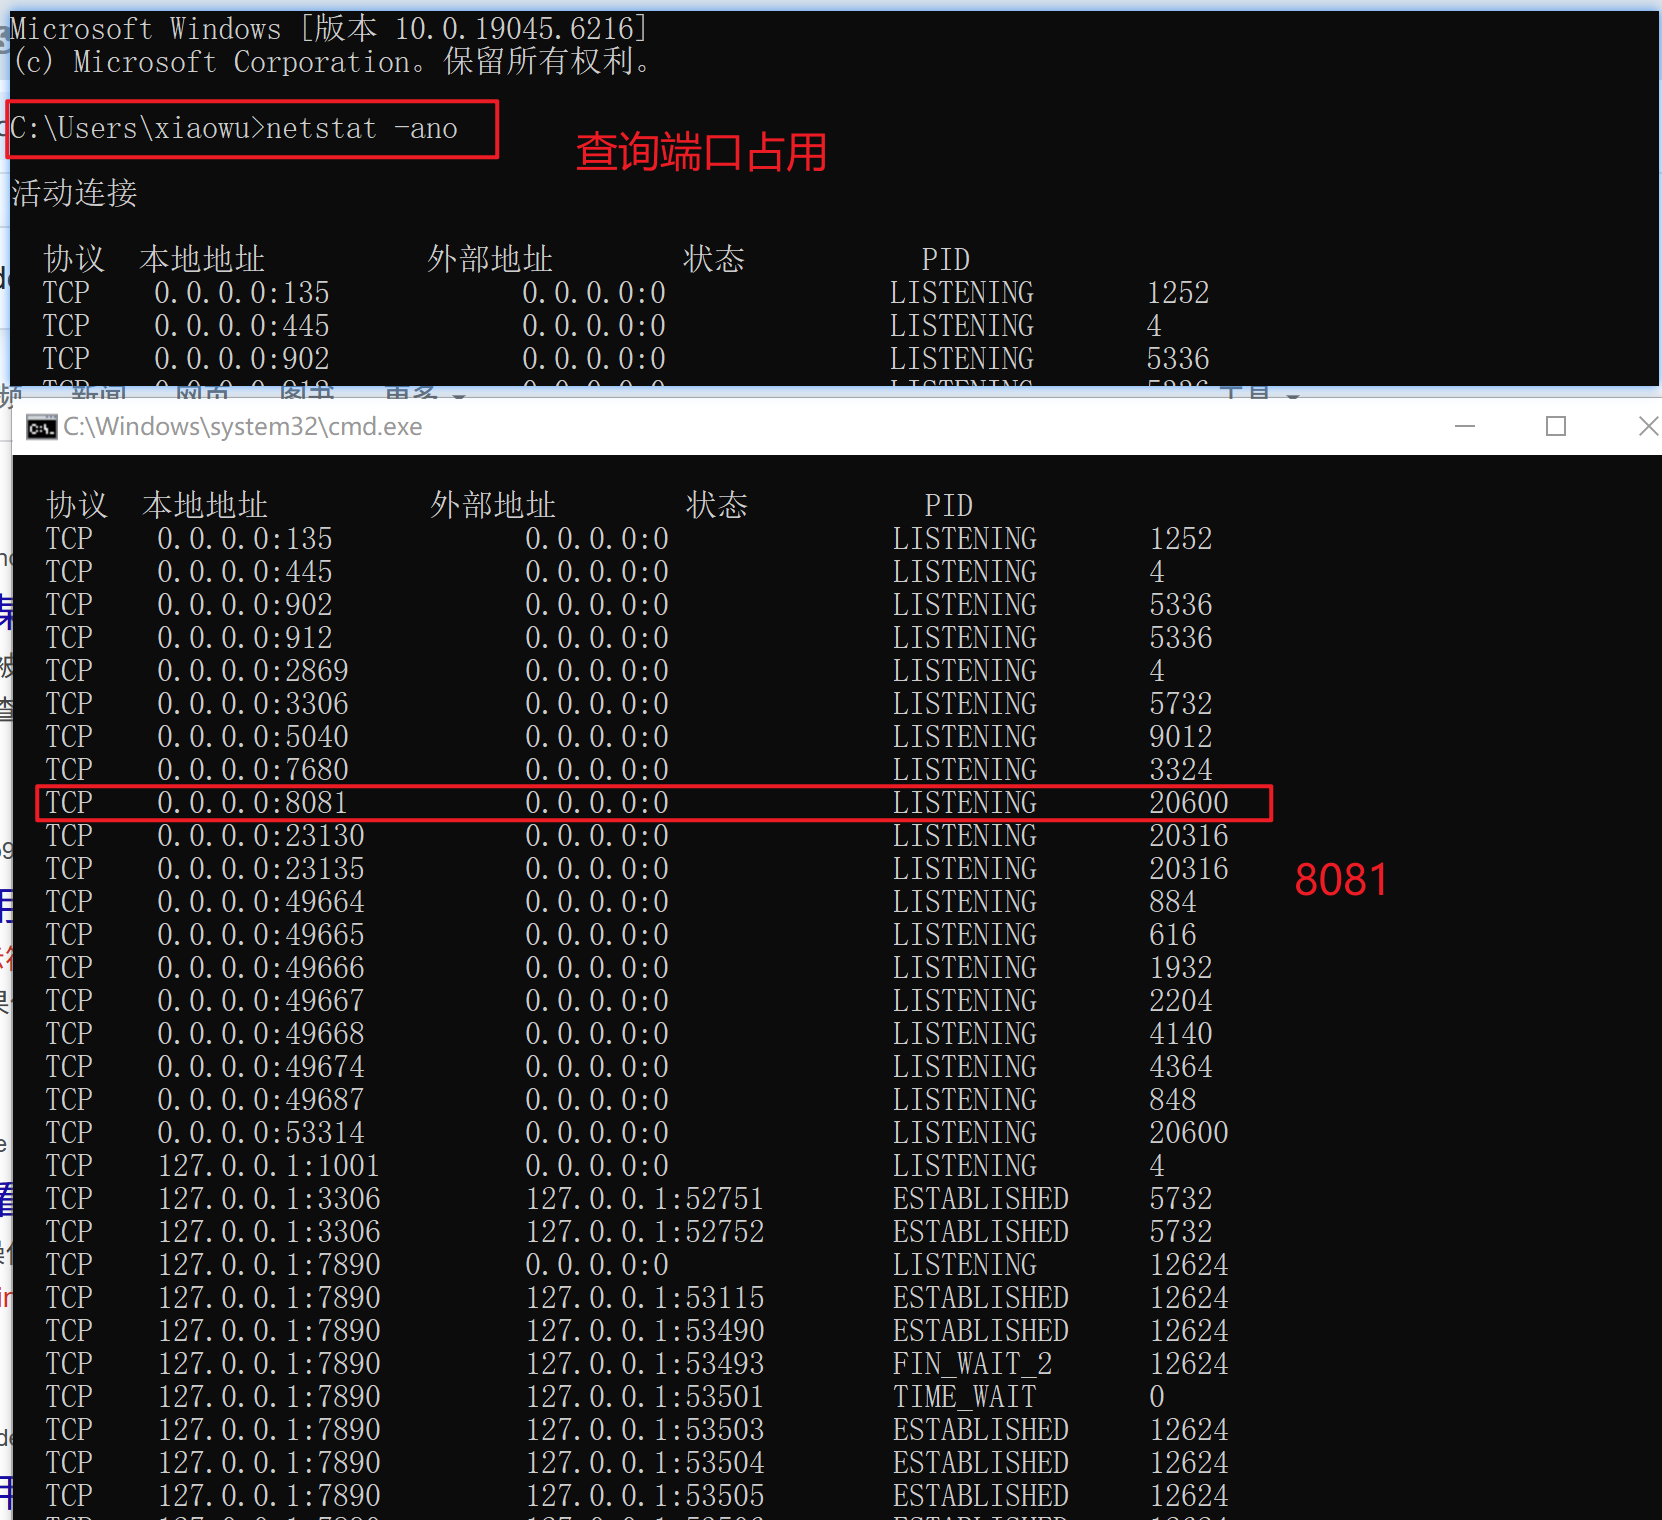 Microsoft Windows [版本 10.0.19045.6216]
(c) Microsoft Corporation。保留所有权利。
C:\Users\xiaowu>netstat -ano
查询端口占用
活动连接
协议 本地地址 外部地址 状态 PID
TCP 0.0.0.0:135 0.0.0.0:0 LISTENING 1252
TCP 0.0.0.0:445 0.0.0.0:0 LISTENING 4
TCP 0.0.0.0:902 0.0.0.0:0 LISTENING 5336
新闻 网页 图书 更多 工具
C:\Windows\system32\cmd.exe
协议 本地地址 外部地址 状态 PID
TCP 0.0.0.0:135 0.0.0.0:0 LISTENING 1252
TCP 0.0.0.0:445 0.0.0.0:0 LISTENING 4
TCP 0.0.0.0:902 0.0.0.0:0 LISTENING 5336
TCP 0.0.0.0:912 0.0.0.0:0 LISTENING 5336
TCP 0.0.0.0:2869 0.0.0.0:0 LISTENING 4
TCP 0.0.0.0:3306 0.0.0.0:0 LISTENING 5732
TCP 0.0.0.0:5040 0.0.0.0:0 LISTENING 9012
TCP 0.0.0.0:7680 0.0.0.0:0 LISTENING 3324
TCP 0.0.0.0:8081 0.0.0.0:0 LISTENING 20600
TCP 0.0.0.0:23130 0.0.0.0:0 LISTENING 20316
TCP 0.0.0.0:23135 0.0.0.0:0 LISTENING 20316
8081
TCP 0.0.0.0:49664 0.0.0.0:0 LISTENING 884
TCP 0.0.0.0:49665 0.0.0.0:0 LISTENING 616
TCP 0.0.0.0:49666 0.0.0.0:0 LISTENING 1932
TCP 0.0.0.0:49667 0.0.0.0:0 LISTENING 2204
TCP 0.0.0.0:49668 0.0.0.0:0 LISTENING 4140
TCP 0.0.0.0:49674 0.0.0.0:0 LISTENING 4364
TCP 0.0.0.0:49687 0.0.0.0:0 LISTENING 848
TCP 0.0.0.0:53314 0.0.0.0:0 LISTENING 20600
TCP 127.0.0.1:1001 0.0.0.0:0 LISTENING 4
TCP 127.0.0.1:3306 127.0.0.1:52751 ESTABLISHED 5732
TCP 127.0.0.1:3306 127.0.0.1:52752 ESTABLISHED 5732
TCP 127.0.0.1:7890 0.0.0.0:0 LISTENING 12624
TCP 127.0.0.1:7890 127.0.0.1:53115 ESTABLISHED 12624
TCP 127.0.0.1:7890 127.0.0.1:53490 ESTABLISHED 12624
TCP 127.0.0.1:7890 127.0.0.1:53493 FIN_WAIT_2 12624
TCP 127.0.0.1:7890 127.0.0.1:53501 TIME_WAIT 0
TCP 127.0.0.1:7890 127.0.0.1:53503 ESTABLISHED 12624
TCP 127.0.0.1:7890 127.0.0.1:53504 ESTABLISHED 12624
TCP 127.0.0.1:7890 127.0.0.1:53505 ESTABLISHED 12624